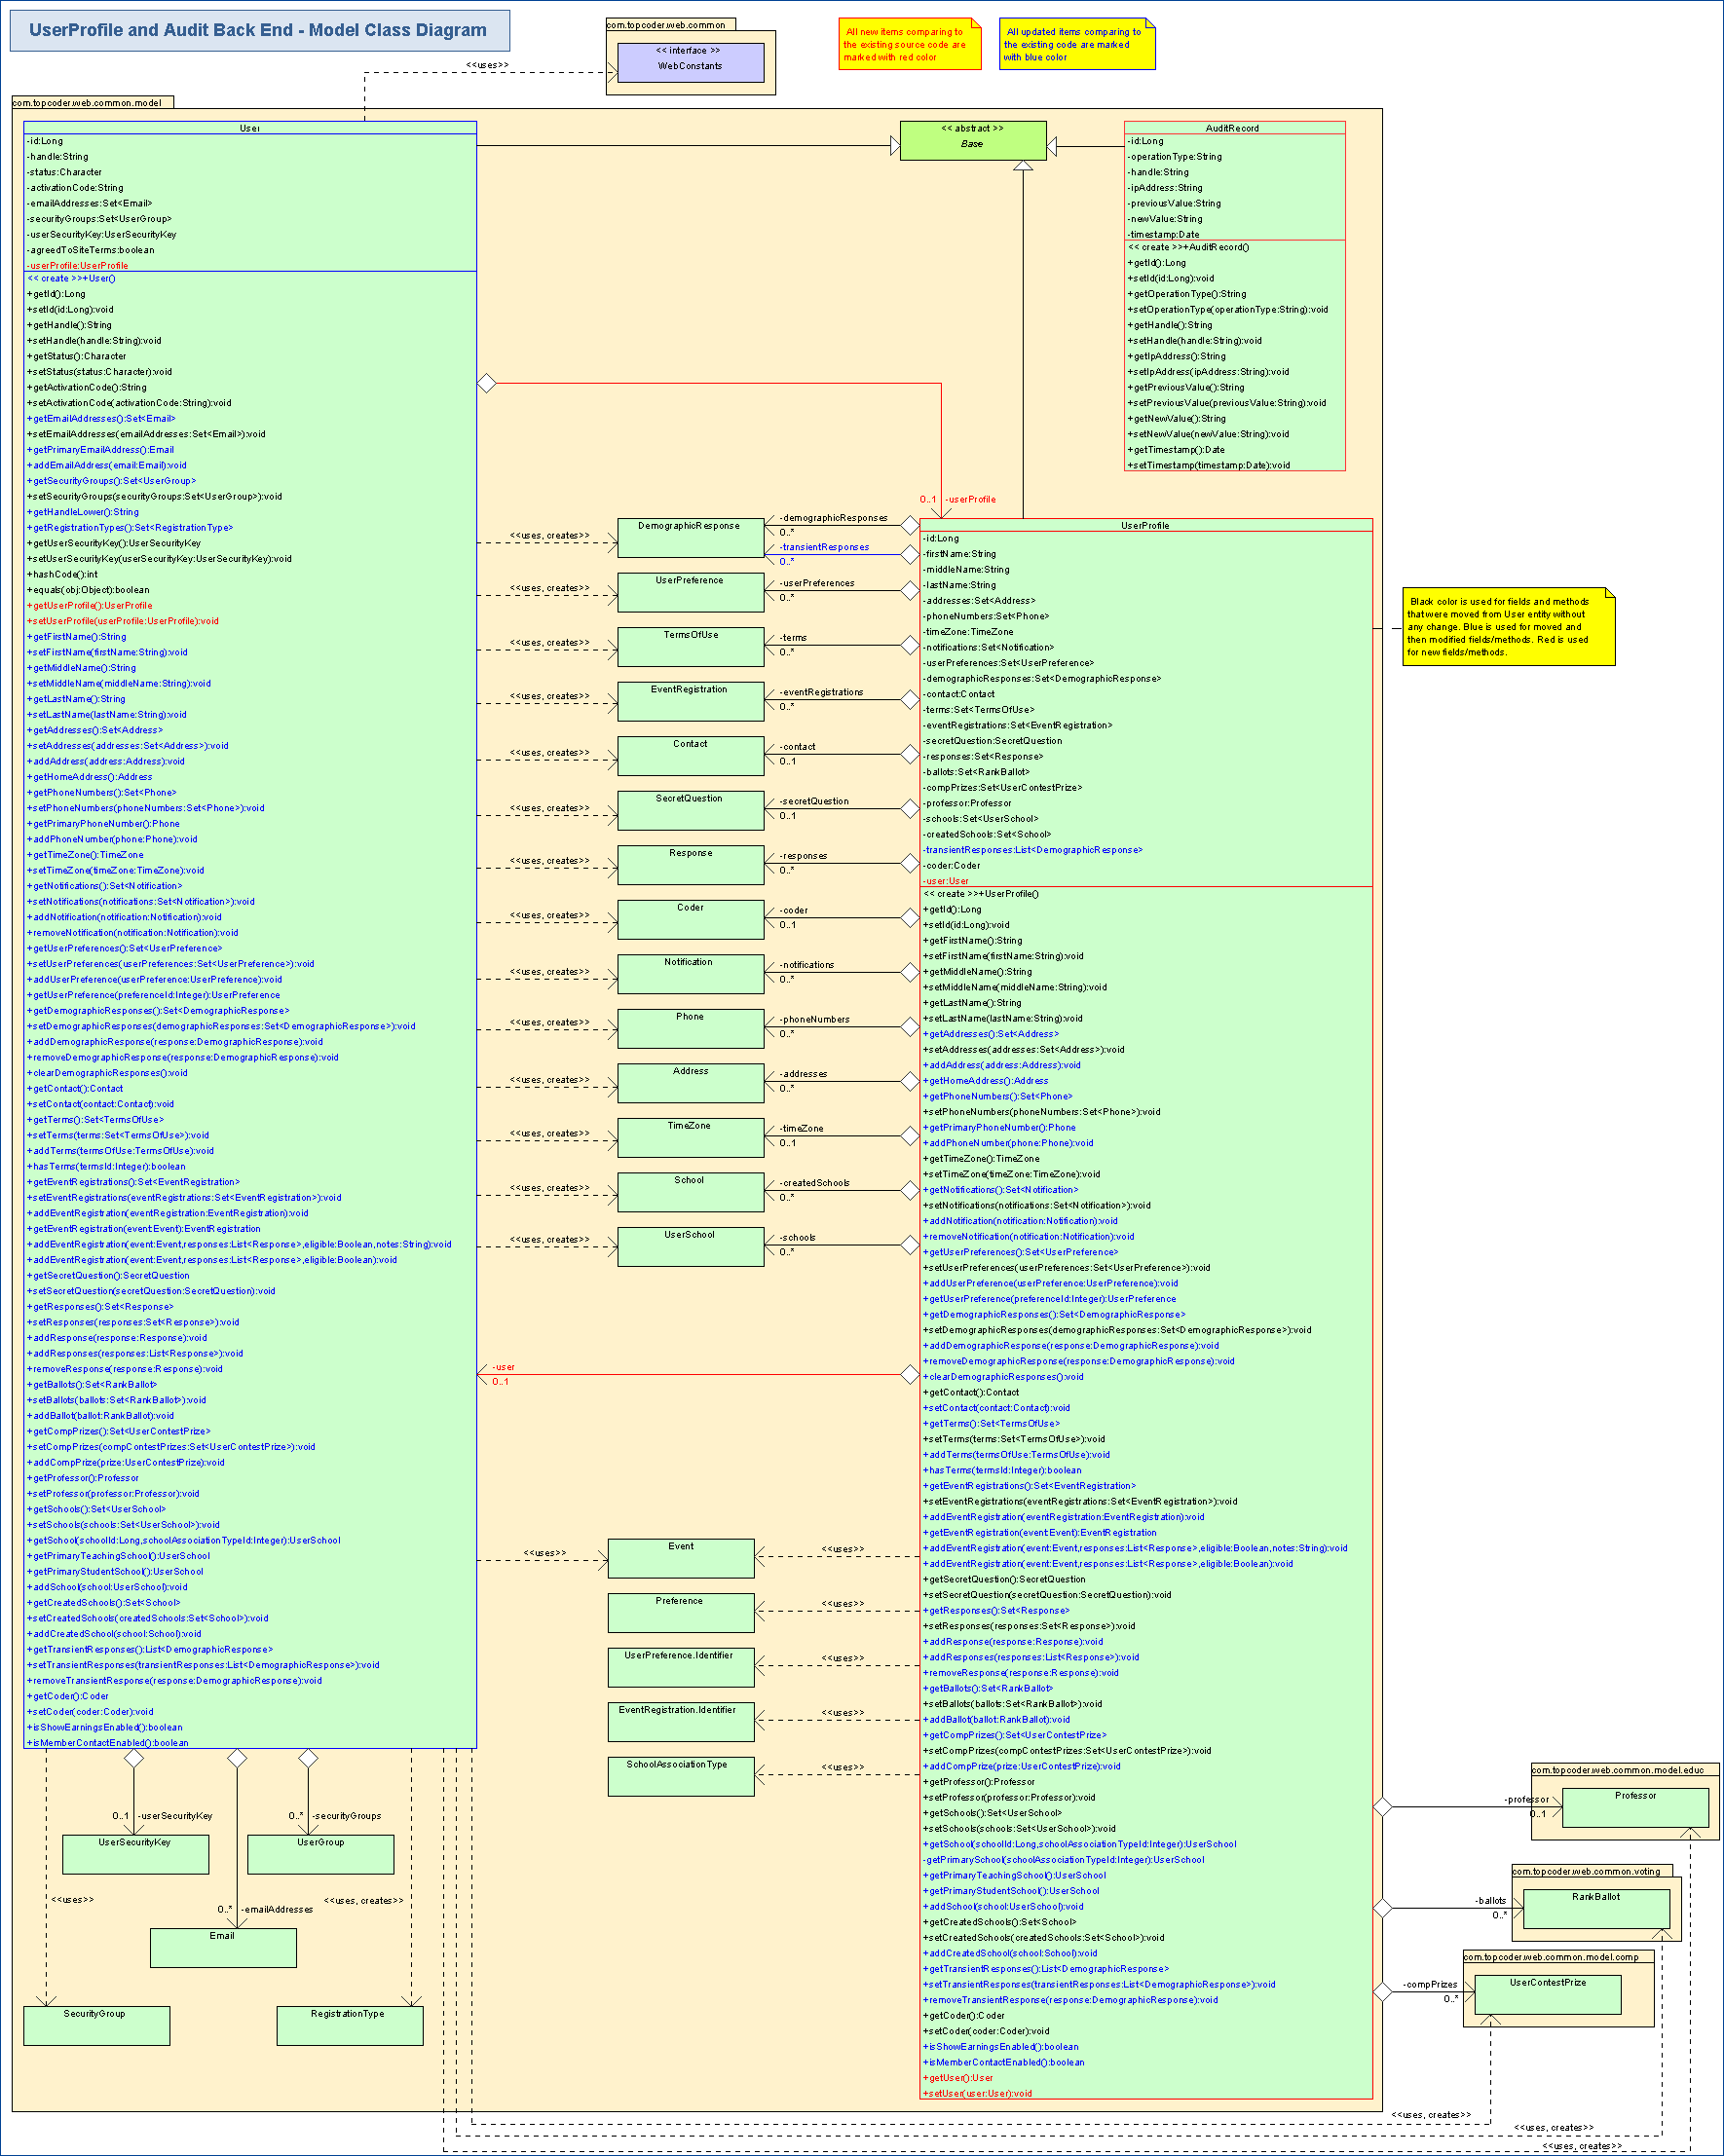 UserProfile and Audit Back End - Model Class Diagram
com.topcoder.web.common
<< interface >>
WebConstants
<<uses>>
All new items comparing to
the existing source code are
marked with red color
All updated items comparing to
the existing code are marked
with blue color
com.topcoder.web.common.model
User
-id:Long
-handle:String
-status:Character
-activationCode:String
-emailAddresses:Set<Email>
-securityGroups:Set<UserGroup>
-userSecurityKey:UserSecurityKey
-agreedToSiteTerms:boolean
-userProfile:UserProfile
<< create >>+User()
+getId():Long
+setId(id:Long):void
+getHandle():String
+setHandle(handle:String):void
+getStatus():Character
+setStatus(status:Character):void
+getActivationCode():String
+setActivationCode(activationCode:String):void
+getEmailAddresses():Set<Email>
+setEmailAddresses(emailAddresses:Set<Email>):void
+getPrimaryEmailAddress():Email
+addEmailAddress(email:Email):void
+getSecurityGroups():Set<UserGroup>
+setSecurityGroups(securityGroups:Set<UserGroup>):void
+getHandleLower():String
+getRegistrationTypes():Set<RegistrationType>
+getUserSecurityKey():UserSecurityKey
+setUserSecurityKey(userSecurityKey:UserSecurityKey):void
+hashCode():int
+equals(obj:Object):boolean
+getUserProfile():UserProfile
+setUserProfile(userProfile:UserProfile):void
+getFirstName():String
+setFirstName(firstName:String):void
+getMiddleName():String
+setMiddleName(middleName:String):void
+getLastName():String
+setLastName(lastName:String):void
+getAddresses():Set<Address>
+setAddresses(addresses:Set<Address>):void
+addAddress(address:Address):void
+getHomeAddress():Address
+getPhoneNumbers():Set<Phone>
+setPhoneNumbers(phoneNumbers:Set<Phone>):void
+getPrimaryPhoneNumber():Phone
+addPhoneNumber(phone:Phone):void
+getTimeZone():TimeZone
+setTimeZone(timeZone:TimeZone):void
+getNotifications():Set<Notification>
+setNotifications(notifications:Set<Notification>):void
+addNotification(notification:Notification):void
+removeNotification(notification:Notification):void
+getUserPreferences():Set<UserPreference>
+setUserPreferences(userPreferences:Set<UserPreference>):void
+addUserPreference(userPreference:UserPreference):void
+getUserPreference(preferenceId:Integer):UserPreference
+getDemographicResponses():Set<DemographicResponse>
+setDemographicResponses(demographicResponses:Set<DemographicResponse>):void
+addDemographicResponse(response:DemographicResponse):void
+removeDemographicResponse(response:DemographicResponse):void
+clearDemographicResponses():void
+getContact():Contact
+setContact(contact:Contact):void
+getTerms():Set<TermsOfUse>
+setTerms(terms:Set<TermsOfUse>):void
+addTerms(termsOfUse:TermsOfUse):void
+hasTerms(termsId:Integer):boolean
+getEventRegistrations():Set<EventRegistration>
+setEventRegistrations(eventRegistrations:Set<EventRegistration>):void
+addEventRegistration(eventRegistration:EventRegistration):void
+getEventRegistration(event:Event):EventRegistration
+addEventRegistration(event:Event,responses:List<Response>,eligible:Boolean,notes:String):void
+addEventRegistration(event:Event,responses:List<Response>,eligible:Boolean):void
+getSecretQuestion():SecretQuestion
+setSecretQuestion(secretQuestion:SecretQuestion):void
+getResponses():Set<Response>
+setResponses(responses:Set<Response>):void
+addResponse(response:Response):void
+addResponses(responses:List<Response>):void
+removeResponse(response:Response):void
+getBallots():Set<RankBallot>
+setBallots(ballots:Set<RankBallot>):void
+addBallot(ballot:RankBallot):void
+getCompPrizes():Set<UserContestPrize>
+setCompPrizes(compContestPrizes:Set<UserContestPrize>):void
+addCompPrize(prize:UserContestPrize):void
+getProfessor():Professor
+setProfessor(professor:Professor):void
+getSchools():Set<UserSchool>
+setSchools(schools:Set<UserSchool>):void
+getSchool(schoolId:Long,schoolAssociationTypeId:Integer):UserSchool
+getPrimaryTeachingSchool():UserSchool
+getPrimaryStudentSchool():UserSchool
+addSchool(school:UserSchool):void
+getCreatedSchools():Set<School>
+setCreatedSchools(createdSchools:Set<School>):void
+addCreatedSchool(school:School):void
+getTransientResponses():List<DemographicResponse>
+setTransientResponses(transientResponses:List<DemographicResponse>):void
+removeTransientResponse(response:DemographicResponse):void
+getCoder():Coder
+setCoder(coder:Coder):void
+isShowEarningsEnabled():boolean
+isMemberContactEnabled():boolean
<< abstract >>
Base
AuditRecord
-id:Long
-operationType:String
-handle:String
-ipAddress:String
-previousValue:String
-newValue:String
-timestamp:Date
<< create >>+AuditRecord()
+getId():Long
+setId(id:Long):void
+getOperationType():String
+setOperationType(operationType:String):void
+getHandle():String
+setHandle(handle:String):void
+getIpAddress():String
+setIpAddress(ipAddress:String):void
+getPreviousValue():String
+setPreviousValue(previousValue:String):void
+getNewValue():String
+setNewValue(newValue:String):void
+getTimestamp():Date
+setTimestamp(timestamp:Date):void
0..1 -userProfile
<<uses, creates>>
DemographicResponse
-demographicResponses
0..*
-transientResponses
0..*
<<uses, creates>>
UserPreference
-userPreferences
0..*
<<uses, creates>>
TermsOfUse
-terms
0..*
<<uses, creates>>
EventRegistration
-eventRegistrations
0..*
<<uses, creates>>
Contact
-contact
0..1
<<uses, creates>>
SecretQuestion
-secretQuestion
0..1
<<uses, creates>>
Response
-responses
0..*
<<uses, creates>>
Coder
-coder
0..1
<<uses, creates>>
Notification
-notifications
0..*
<<uses, creates>>
Phone
-phoneNumbers
0..*
<<uses, creates>>
Address
-addresses
0..*
<<uses, creates>>
TimeZone
-timeZone
0..1
<<uses, creates>>
School
-createdSchools
0..*
<<uses, creates>>
UserSchool
-schools
0..*
-user
0..1
<<uses>>
Event
<<uses>>
Preference
<<uses>>
UserPreference.Identifier
<<uses>>
EventRegistration.Identifier
<<uses>>
SchoolAssociationType
<<uses>>
UserProfile
-id:Long
-firstName:String
-middleName:String
-lastName:String
-addresses:Set<Address>
-phoneNumbers:Set<Phone>
-timeZone:TimeZone
-notifications:Set<Notification>
-userPreferences:Set<UserPreference>
-demographicResponses:Set<DemographicResponse>
-contact:Contact
-terms:Set<TermsOfUse>
-eventRegistrations:Set<EventRegistration>
-secretQuestion:SecretQuestion
-responses:Set<Response>
-ballots:Set<RankBallot>
-compPrizes:Set<UserContestPrize>
-professor:Professor
-schools:Set<UserSchool>
-createdSchools:Set<School>
-transientResponses:List<DemographicResponse>
-coder:Coder
-user:User
<< create >>+UserProfile()
+getId():Long
+setId(id:Long):void
+getFirstName():String
+setFirstName(firstName:String):void
+getMiddleName():String
+setMiddleName(middleName:String):void
+getLastName():String
+setLastName(lastName:String):void
+getAddresses():Set<Address>
+setAddresses(addresses:Set<Address>):void
+addAddress(address:Address):void
+getHomeAddress():Address
+getPhoneNumbers():Set<Phone>
+setPhoneNumbers(phoneNumbers:Set<Phone>):void
+getPrimaryPhoneNumber():Phone
+addPhoneNumber(phone:Phone):void
+getTimeZone():TimeZone
+setTimeZone(timeZone:TimeZone):void
+getNotifications():Set<Notification>
+setNotifications(notifications:Set<Notification>):void
+addNotification(notification:Notification):void
+removeNotification(notification:Notification):void
+getUserPreferences():Set<UserPreference>
+setUserPreferences(userPreferences:Set<UserPreference>):void
+addUserPreference(userPreference:UserPreference):void
+getUserPreference(preferenceId:Integer):UserPreference
+getDemographicResponses():Set<DemographicResponse>
+setDemographicResponses(demographicResponses:Set<DemographicResponse>):void
+addDemographicResponse(response:DemographicResponse):void
+removeDemographicResponse(response:DemographicResponse):void
+clearDemographicResponses():void
+getContact():Contact
+setContact(contact:Contact):void
+getTerms():Set<TermsOfUse>
+setTerms(terms:Set<TermsOfUse>):void
+addTerms(termsOfUse:TermsOfUse):void
+hasTerms(termsId:Integer):boolean
+getEventRegistrations():Set<EventRegistration>
+setEventRegistrations(eventRegistrations:Set<EventRegistration>):void
+addEventRegistration(eventRegistration:EventRegistration):void
+getEventRegistration(event:Event):EventRegistration
+addEventRegistration(event:Event,responses:List<Response>,eligible:Boolean,notes:String):void
+addEventRegistration(event:Event,responses:List<Response>,eligible:Boolean):void
+getSecretQuestion():SecretQuestion
+setSecretQuestion(secretQuestion:SecretQuestion):void
+getResponses():Set<Response>
+setResponses(responses:Set<Response>):void
+addResponse(response:Response):void
+addResponses(responses:List<Response>):void
+removeResponse(response:Response):void
+getBallots():Set<RankBallot>
+setBallots(ballots:Set<RankBallot>):void
+addBallot(ballot:RankBallot):void
+getCompPrizes():Set<UserContestPrize>
+setCompPrizes(compContestPrizes:Set<UserContestPrize>):void
+addCompPrize(prize:UserContestPrize):void
+getProfessor():Professor
+setProfessor(professor:Professor):void
+getSchools():Set<UserSchool>
+setSchools(schools:Set<UserSchool>):void
+getSchool(schoolId:Long,schoolAssociationTypeId:Integer):UserSchool
-getPrimarySchool(schoolAssociationTypeId:Integer):UserSchool
+getPrimaryTeachingSchool():UserSchool
+getPrimaryStudentSchool():UserSchool
+addSchool(school:UserSchool):void
+getCreatedSchools():Set<School>
+setCreatedSchools(createdSchools:Set<School>):void
+addCreatedSchool(school:School):void
+getTransientResponses():List<DemographicResponse>
+setTransientResponses(transientResponses:List<DemographicResponse>):void
+removeTransientResponse(response:DemographicResponse):void
+getCoder():Coder
+setCoder(coder:Coder):void
+isShowEarningsEnabled():boolean
+isMemberContactEnabled():boolean
+getUser():User
+setUser(user:User):void
Black color is used for fields and methods
that were moved from User entity without
any change. Blue is used for moved and
then modified fields/methods. Red is used
for new fields/methods.
0..1 -userSecurityKey
UserSecurityKey
0..* -securityGroups
UserGroup
<<uses>>
<<uses, creates>>
0..* -emailAddresses
Email
SecurityGroup
RegistrationType
com.topcoder.web.common.model.educ
Professor
-professor
0..1
com.topcoder.web.common.voting
RankBallot
-ballots
0..*
com.topcoder.web.common.model.comp
UserContestPrize
-compPrizes
0..*
<<uses, creates>>
<<uses, creates>>
<<uses, creates>>